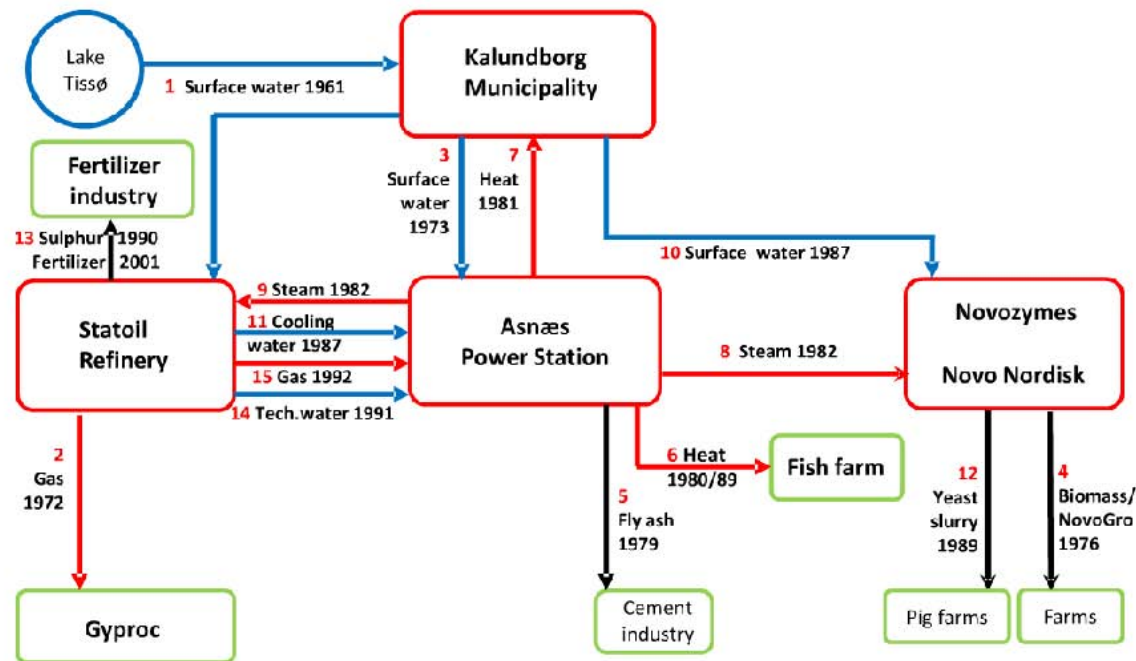 Lake
Tissø
1 Surface water 1961
Kalundborg
Municipality
Fertilizer
industry
13 Sulphur 1990
Fertilizer 2001
3
Surface
water
1973
7
Heat
1981
10 Surface water 1987
Statoil
Refinery
9 Steam 1982
11 Cooling
water 1987
15 Gas 1992
14 Tech.water 1991
Asnæs
Power Station
8 Steam 1982
Novozymes
Novo Nordisk
2
Gas
1972
6 Heat
1980/89
Fish farm
5
Fly ash
1979
12
Yeast
slurry
1989
4
Biomass/
NovoGro
1976
Gyproc
Cement
industry
Pig farms
Farms